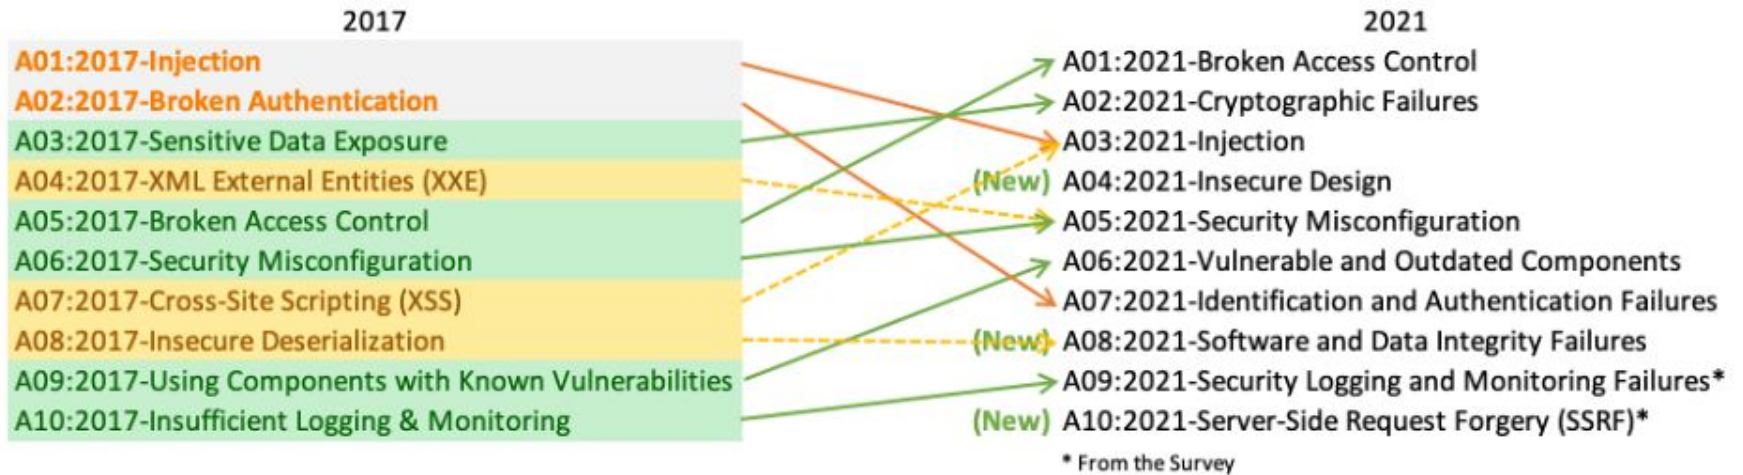 2017
A01:2017-Injection
A02:2017-Broken Authentication
A03:2017-Sensitive Data Exposure
A04:2017-XML External Entities (XXE)
A05:2017-Broken Access Control
A06:2017-Security Misconfiguration
A07:2017-Cross-Site Scripting (XSS)
A08:2017-Insecure Deserialization
A09:2017-Using Components with Known Vulnerabilities
A10:2017-Insufficient Logging & Monitoring
2021
A01:2021-Broken Access Control
A02:2021-Cryptographic Failures
A03:2021-Injection
(New) A04:2021-Insecure Design
A05:2021-Security Misconfiguration
A06:2021-Vulnerable and Outdated Components
A07:2021-Identification and Authentication Failures
(New) A08:2021-Software and Data Integrity Failures
A09:2021-Security Logging and Monitoring Failures*
(New) A10:2021-Server-Side Request Forgery (SSRF)*
* From the Survey